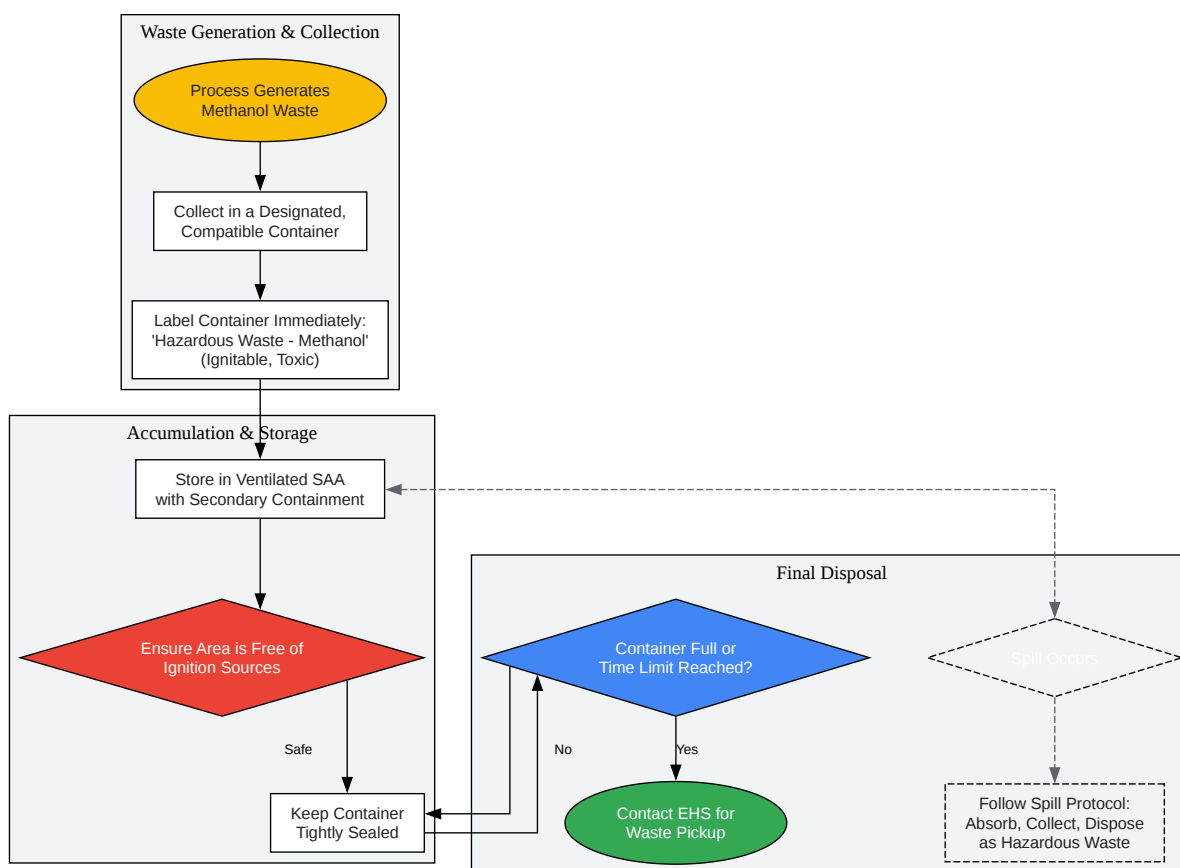 Waste Generation & Collection
Process Generates
Methanol Waste
Collect in a Designated,
Compatible Container
Label Container Immediately:
'Hazardous Waste - Methanol'
(Ignitable, Toxic)
Accumulation & Storage
Store in Ventilated SAA
with Secondary Containment
Ensure Area is Free of
Ignition Sources
Safe
Keep Container
Tightly Sealed
Final Disposal
Container Full or
Time Limit Reached?
No
Yes
Contact EHS for
Waste Pickup
Spill Occurs
Follow Spill Protocol:
Absorb, Collect, Dispose
as Hazardous Waste